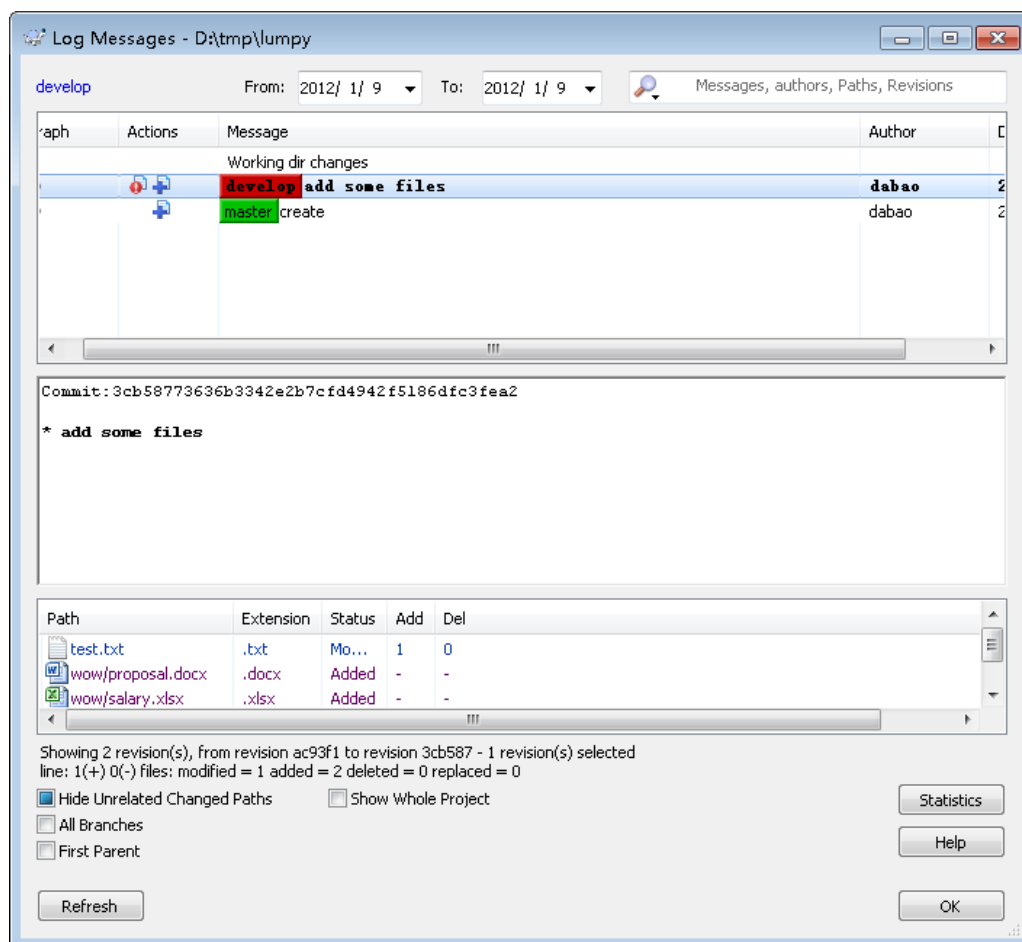 Log Messages - D:\tmp\lumpy
develop From: 2012/ 1/ 9 To: 2012/ 1/ 9 Messages, authors, Paths, Revisions
raph Actions Message Author D
Working dir changes
develop add some files dabao 2
master create dabao 2
Commit:3cb58773636b3342e2b7cfd4942f5186dfc3fea2
* add some files
Path Extension Status Add Del
test.txt .txt Mo... 1 0
wow/proposal.docx .docx Added - -
wow/salary.xlsx .xlsx Added - -
Showing 2 revision(s), from revision ac93f1 to revision 3cb587 - 1 revision(s) selected
line: 1(+) 0(-) files: modified = 1 added = 2 deleted = 0 replaced = 0
Hide Unrelated Changed Paths Show Whole Project Statistics
All Branches
Help
First Parent
Refresh OK